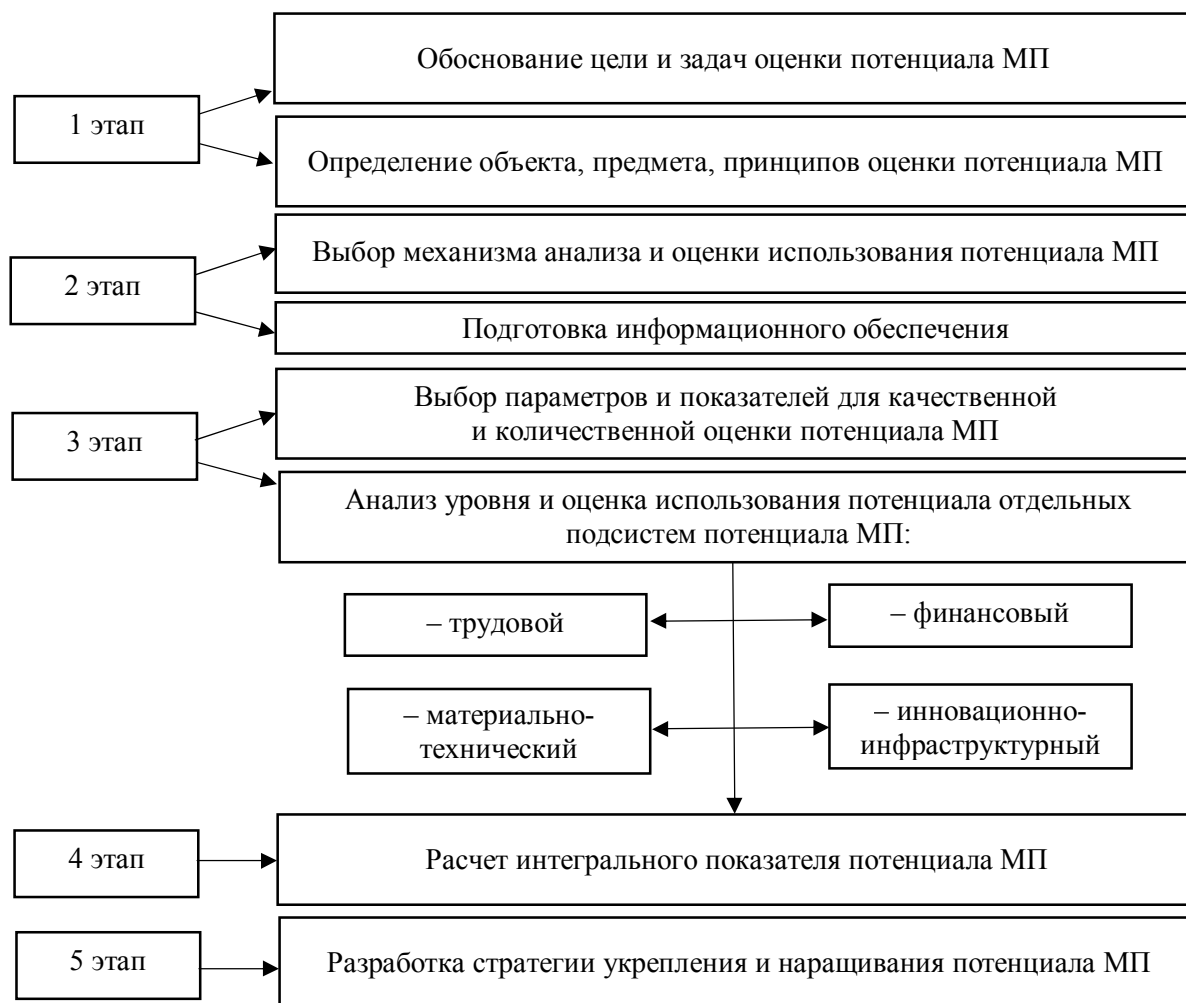 1 этап
Обоснование цели и задач оценки потенциала МП
Определение объекта, предмета, принципов оценки потенциала МП
2 этап
Выбор механизма анализа и оценки использования потенциала МП
Подготовка информационного обеспечения
3 этап
Выбор параметров и показателей для качественной
и количественной оценки потенциала МП
Анализ уровня и оценка использования потенциала отдельных
подсистем потенциала МП:
– трудовой
– финансовый
– материально-
технический
– инновационно-
инфраструктурный
4 этап
Расчет интегрального показателя потенциала МП
5 этап
Разработка стратегии укрепления и наращивания потенциала МП